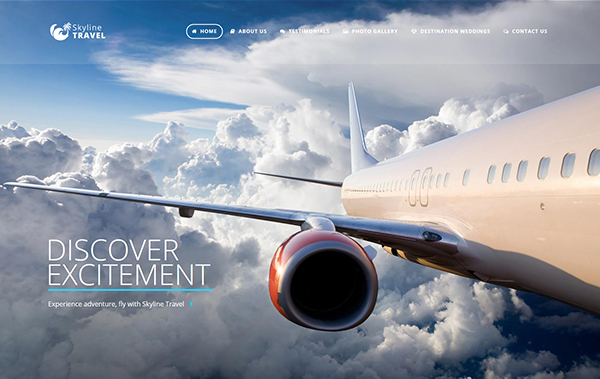 Skyline
TRAVEL
HOME
ABOUT US
TESTIMONIALS
PHOTO GALLERY
DESTINATION WEDDINGS
CONTACT US
DISCOVER
EXCITEMENT
Experience adventure, fly with Skyline Travel